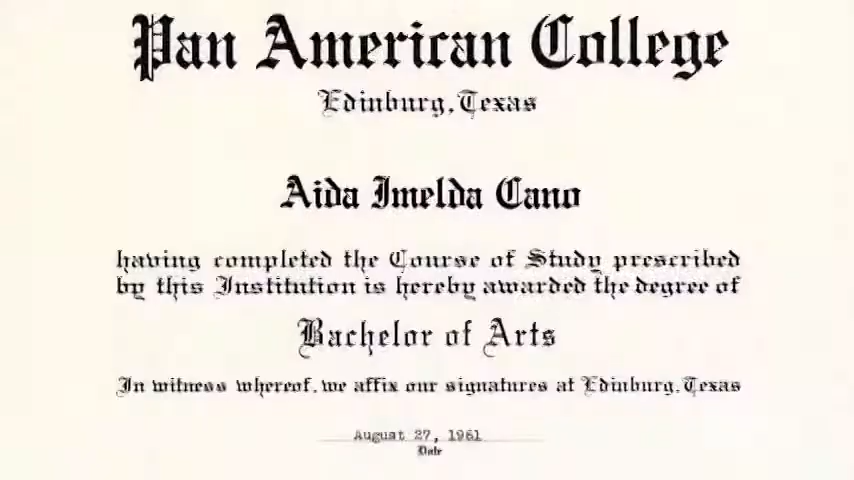 Pan American College
Edinburg, Texas
Aida Imelda Cano
having completed the Course of Study prescribed
by this Institution is hereby awarded the degree of
Bachelor of Arts
In witness whereof, we affix our signatures at Edinburg, Texas
August 27, 1961
Date